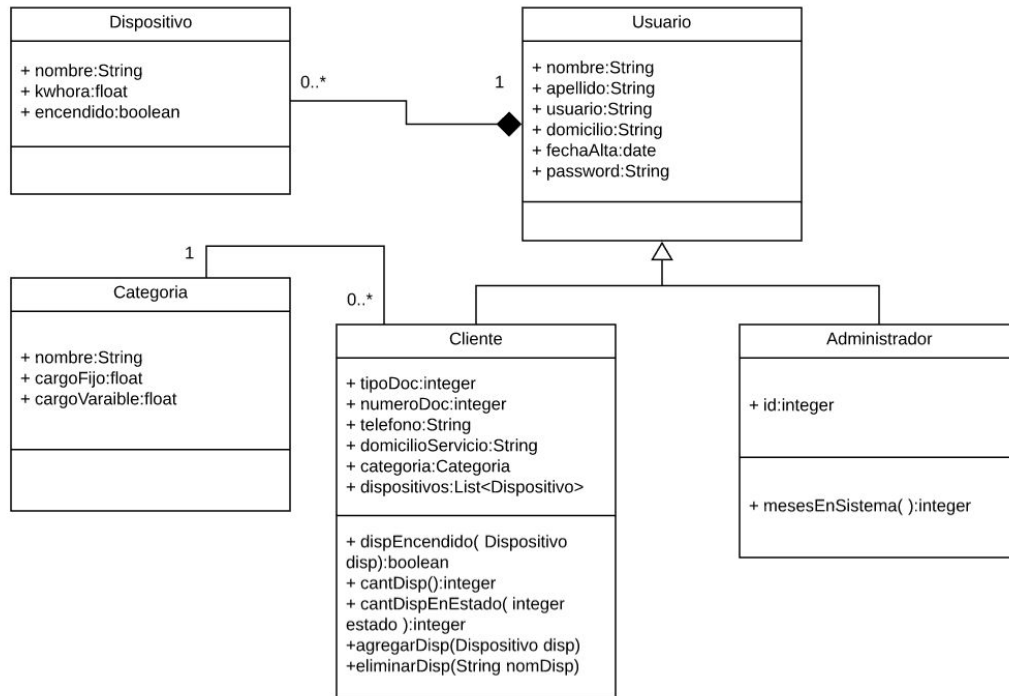 Dispositivo
+ nombre:String
+ kwhora:float
+ encendido:boolean
0..*
1
Usuario
+ nombre:String
+ apellido:String
+ usuario:String
+ domicilio:String
+ fechaAlta:date
+ password:String
Categoria
+ nombre:String
+ cargoFijo:float
+ cargoVaraible:float
1
0..*
Cliente
+ tipoDoc:integer
+ numeroDoc:integer
+ telefono:String
+ domicilioServicio:String
+ categoria:Categoria
+ dispositivos:List<Dispositivo>
+ dispEncendido( Dispositivo
disp):boolean
+ cantDisp():integer
+ cantDispEnEstado( integer
estado ):integer
+agregarDisp(Dispositivo disp)
+eliminarDisp(String nomDisp)
Administrador
+ id:integer
+ mesesEnSistema( ):integer